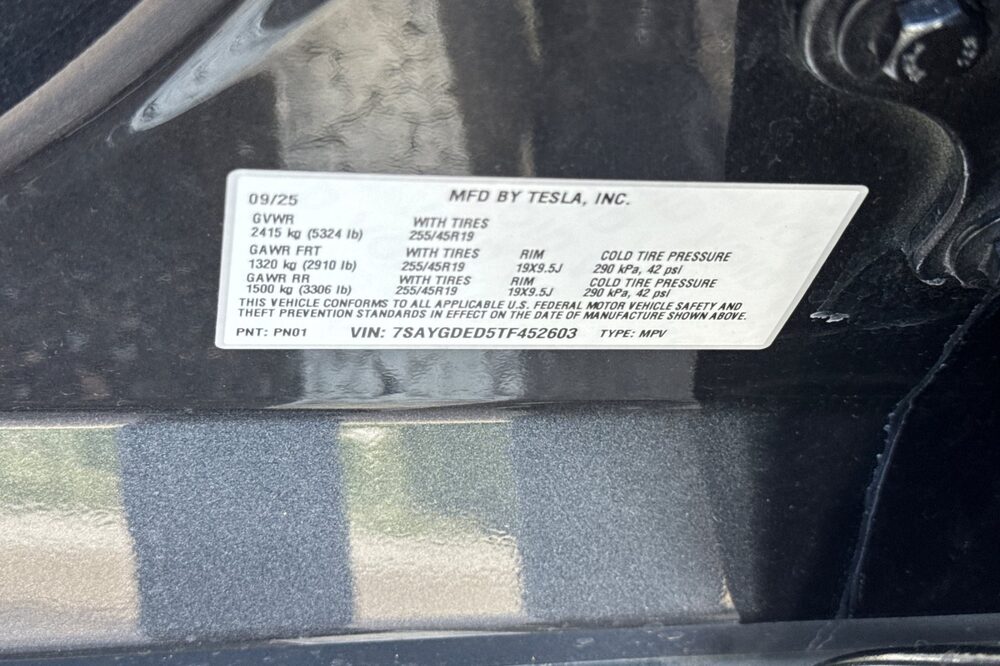 09/25 MFD BY TESLA, INC.
GVWR WITH TIRES
2415 kg (5324 lb) 255/45R19
GAWR FRT WITH TIRES RIM COLD TIRE PRESSURE
1320 kg (2910 lb) 255/45R19 19X9.5J 290 kPa, 42 psi
GAWR RR WITH TIRES RIM COLD TIRE PRESSURE
1500 kg (3306 lb) 255/45R19 19X9.5J 290 kPa, 42 psi
THIS VEHICLE CONFORMS TO ALL APPLICABLE U.S. FEDERAL MOTOR VEHICLE SAFETY AND
THEFT PREVENTION STANDARDS IN EFFECT ON THE DATE OF MANUFACTURE SHOWN ABOVE.
PNT: PN01 VIN: 7SAYGDED5TF452603 TYPE: MPV